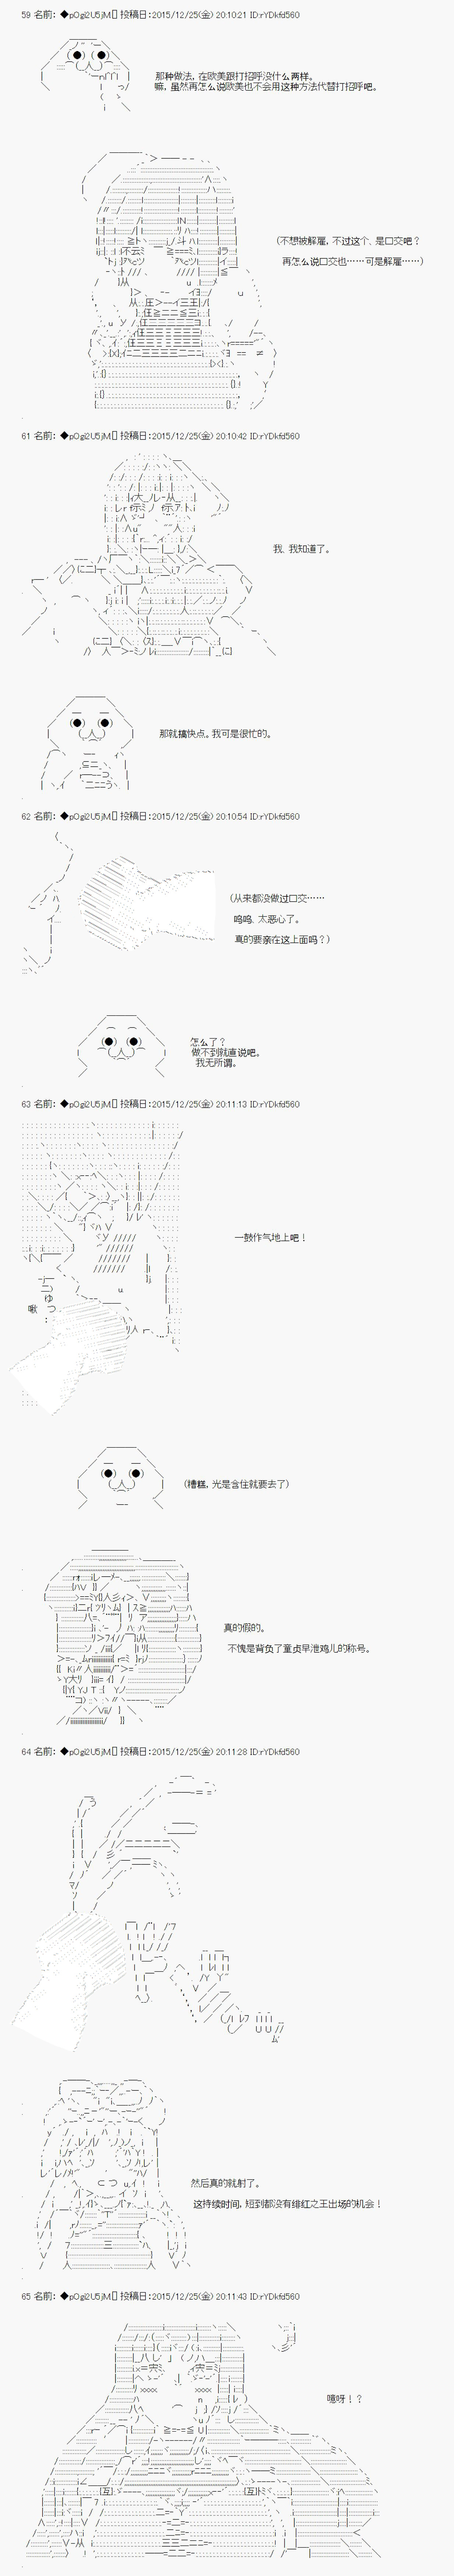 59 名前: ◆pOgi2U5jM 投稿日:2015/12/25(金) 20:10:21 ID:rYDkfd560
那种做法, 在欧美跟打招呼没什么两样。
嘛, 虽然再怎么说欧美也不会用这种方法代替打招呼吧。
(不想被解雇, 不过这个、是口交吧?
再怎么说口交也……可是解雇……)
61 名前: ◆pOgi2U5jM 投稿日:2015/12/25(金) 20:10:42 ID:rYDkfd560
我、我知道了。
那就搞快点。我可是很忙的。
62 名前: ◆pOgi2U5jM 投稿日:2015/12/25(金) 20:10:54 ID:rYDkfd560
(从来都没做过口交……
呜呜、太恶心了。
真的要亲在这上面吗?)
怎么了?
做不到就直说吧。
我无所谓。
63 名前: ◆pOgi2U5jM 投稿日:2015/12/25(金) 20:11:13 ID:rYDkfd560
一鼓作气地上吧!
啾
(糟糕, 光是含住就要去了)
真的假的。
不愧是背负了童贞早泄鸡儿的称号。
64 名前: ◆pOgi2U5jM 投稿日:2015/12/25(金) 20:11:28 ID:rYDkfd560
然后真的就射了。
这持续时间, 短到都没有绯红之王出场的机会!
65 名前: ◆pOgi2U5jM 投稿日:2015/12/25(金) 20:11:43 ID:rYDkfd560
噎呀!?